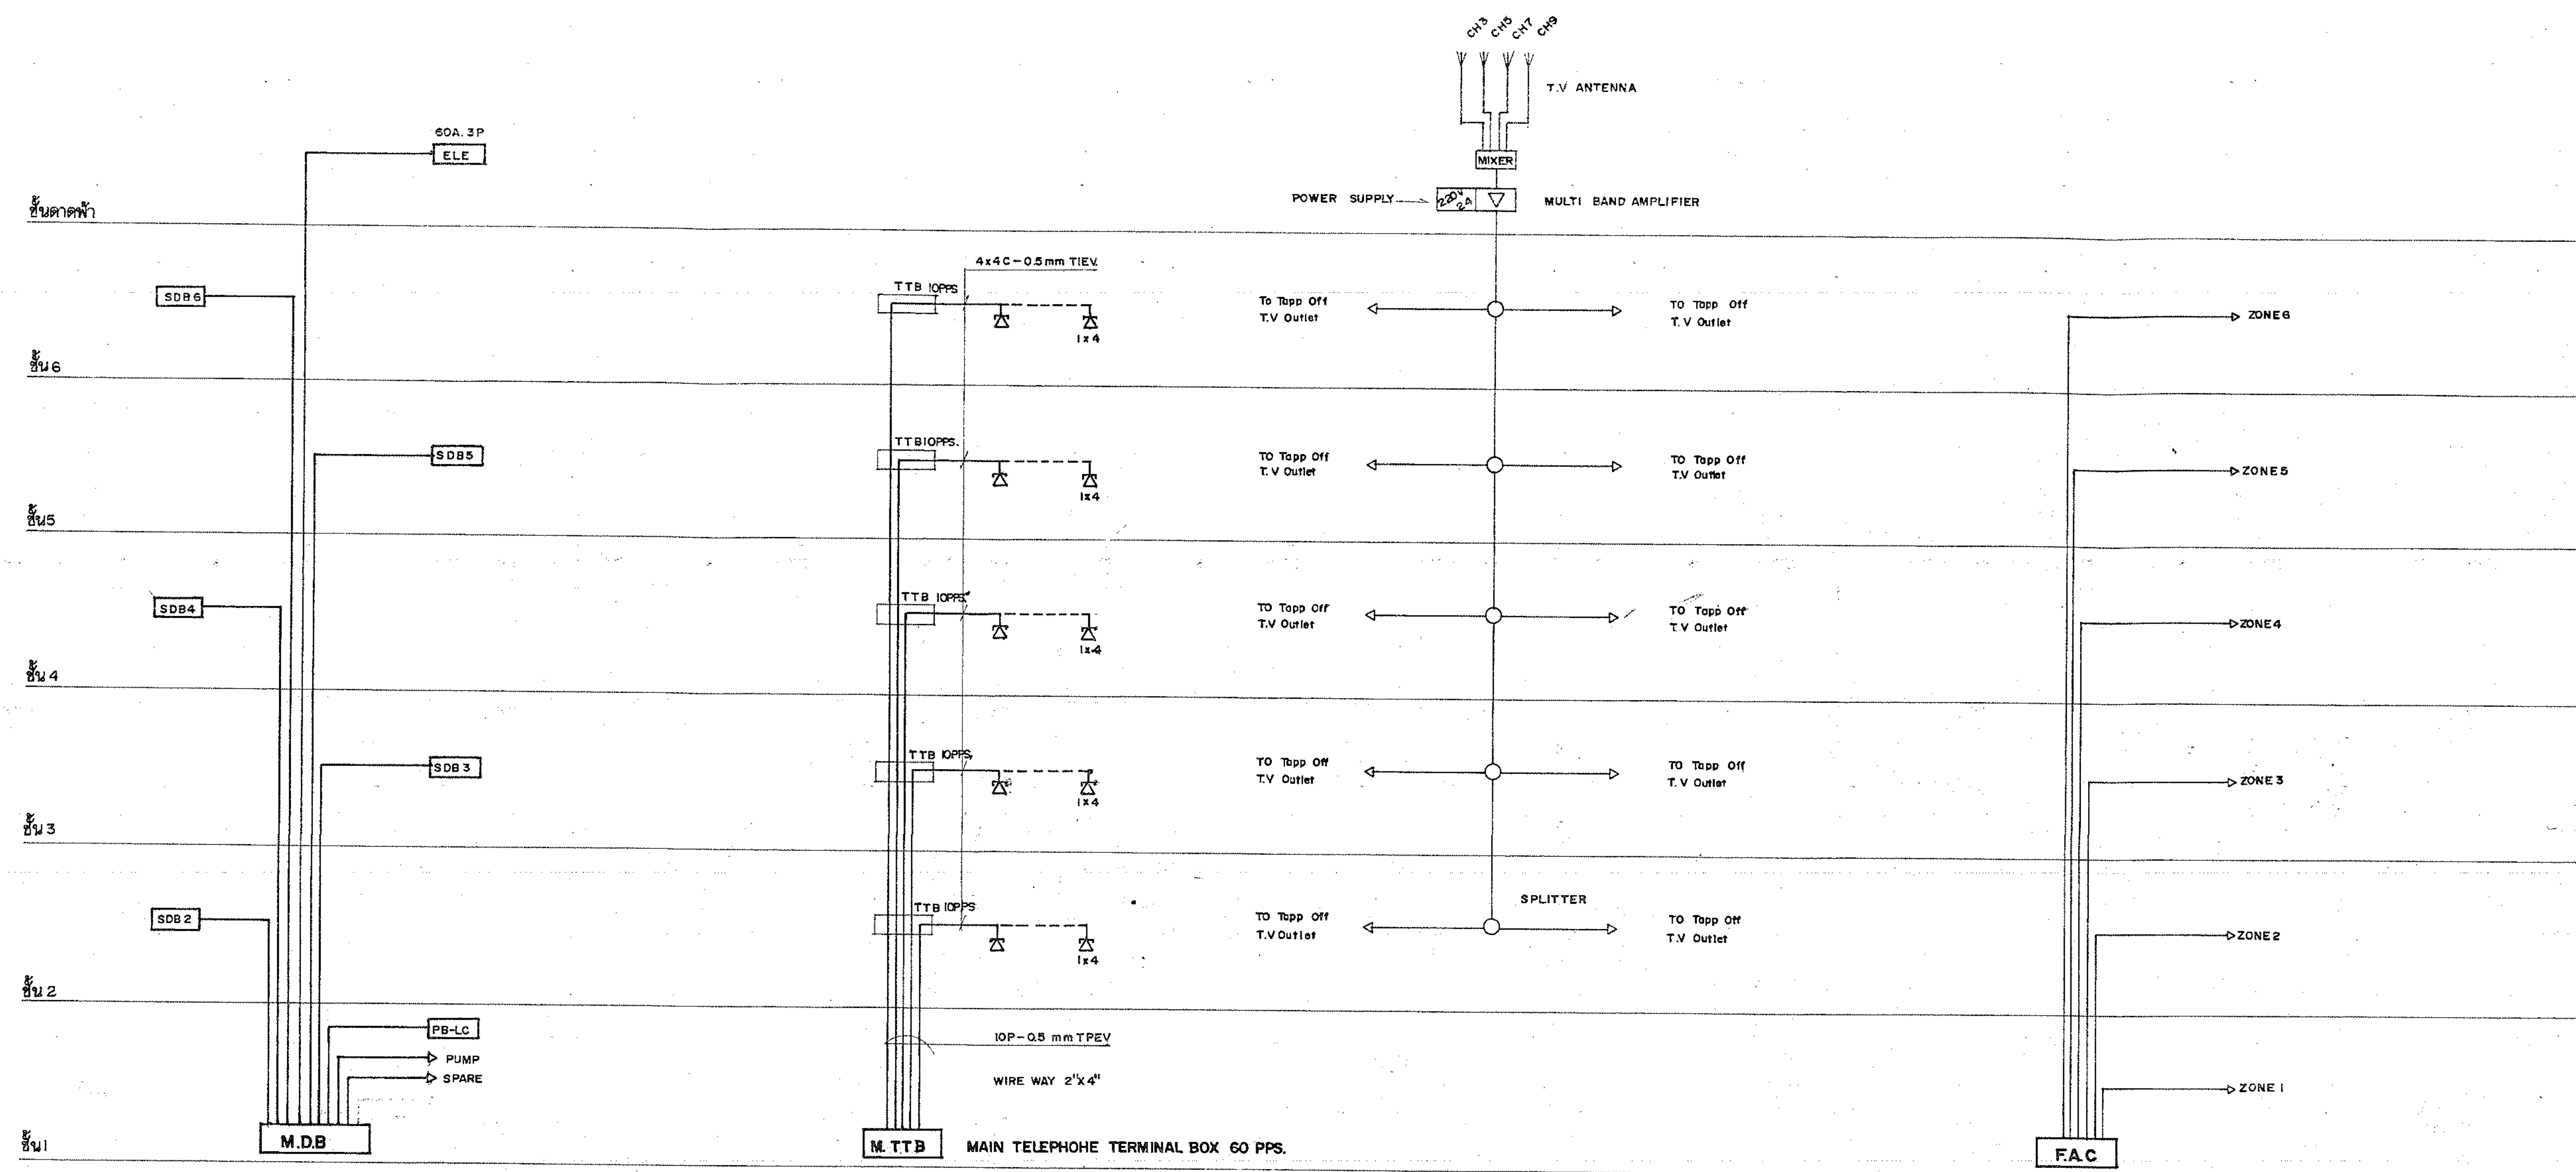 CH3 CH5 CH7 CH9
T.V ANTENNA
60A. 3P
ELE
MIXER
POWER SUPPLY
220V
MULTI BAND AMPLIFIER
ชั้นดาดฟ้า
4x4C-0.5mm TIEV.
SDB6
TTB 10PPS
1x4
To Tapp Off
T.V Outlet
TO Tapp Off
T.V Outlet
ZONE6
ชั้น 6
SDB5
TTB10PPS.
1x4
TO Tapp Off
T.V Outlet
TO Tapp Off
T.V Outlet
ZONE5
ชั้น5
SDB4
TTB 10PPS.
1x4
TO Tapp Off
T.V Outlet
TO Tapp Off
T.V Outlet
ZONE4
ชั้น 4
SDB3
TTB 10PPS.
1x4
TO Tapp Off
T.V Outlet
TO Tapp Off
T.V Outlet
ZONE 3
ชั้น 3
SDB2
TTB 10PPS
1x4
TO Tapp Off
T.V Outlet
SPLITTER
TO Tapp Off
T.V Outlet
ZONE2
ชั้น 2
PB-LC
PUMP
SPARE
10P-0.5 mm TPEV
WIRE WAY 2"X4"
ZONE 1
ชั้น1
M.D.B
M.TTB
MAIN TELEPHOHE TERMINAL BOX 60 PPS.
F.A.C